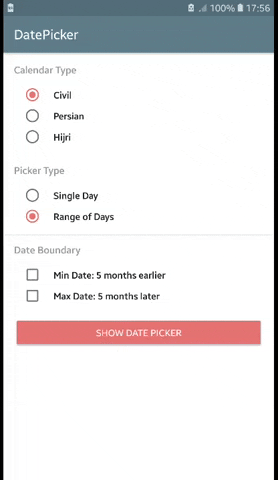 100% 17:56
DatePicker
Calendar Type
Civil
Persian
Hijri
Picker Type
Single Day
Range of Days
Date Boundary
Min Date: 5 months earlier
Max Date: 5 months later
SHOW DATE PICKER